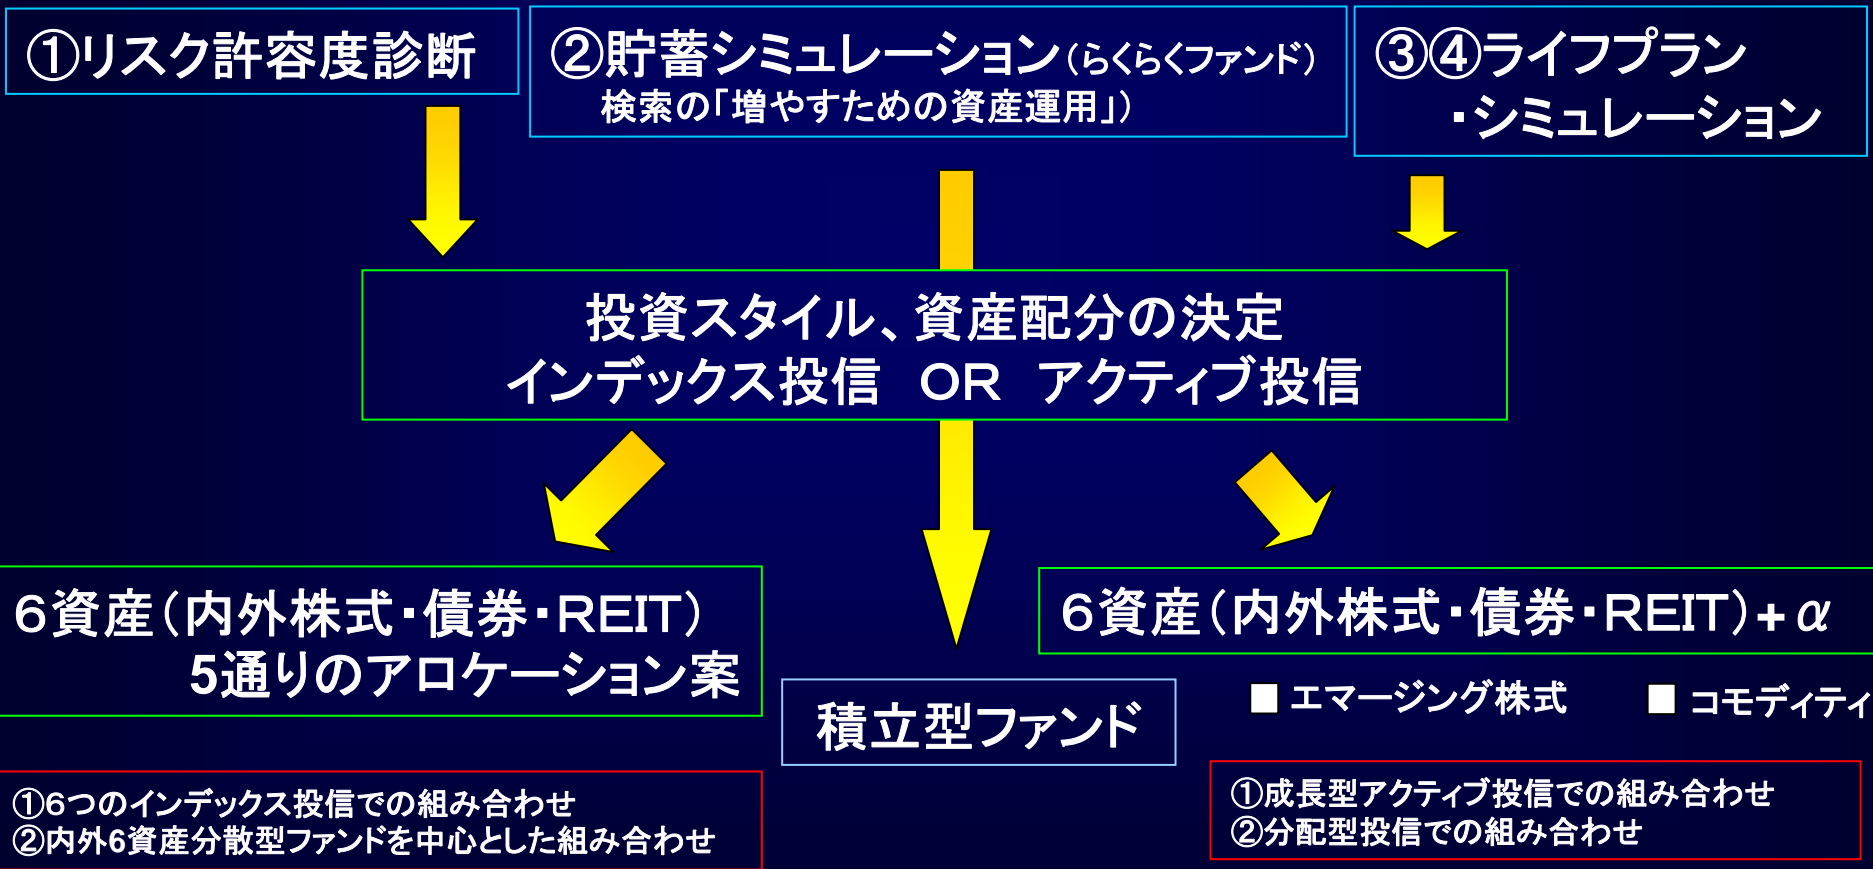 ①リスク許容度診断
②貯蓄シミュレーション(らくらくファンド)
検索の「増やすための資産運用」)
③④ライフプラン
・シミュレーション
投資スタイル、資産配分の決定
インデックス投信　OR　アクティブ投信
６資産(内外株式・債券・REIT)
5通りのアロケーション案
積立型ファンド
６資産(内外株式・債券・REIT)+α
■ エマージング株式　■ コモディティ
①６つのインデックス投信での組み合わせ
②内外6資産分散型ファンドを中心とした組み合わせ
①成長型アクティブ投信での組み合わせ
②分配型投信での組み合わせ